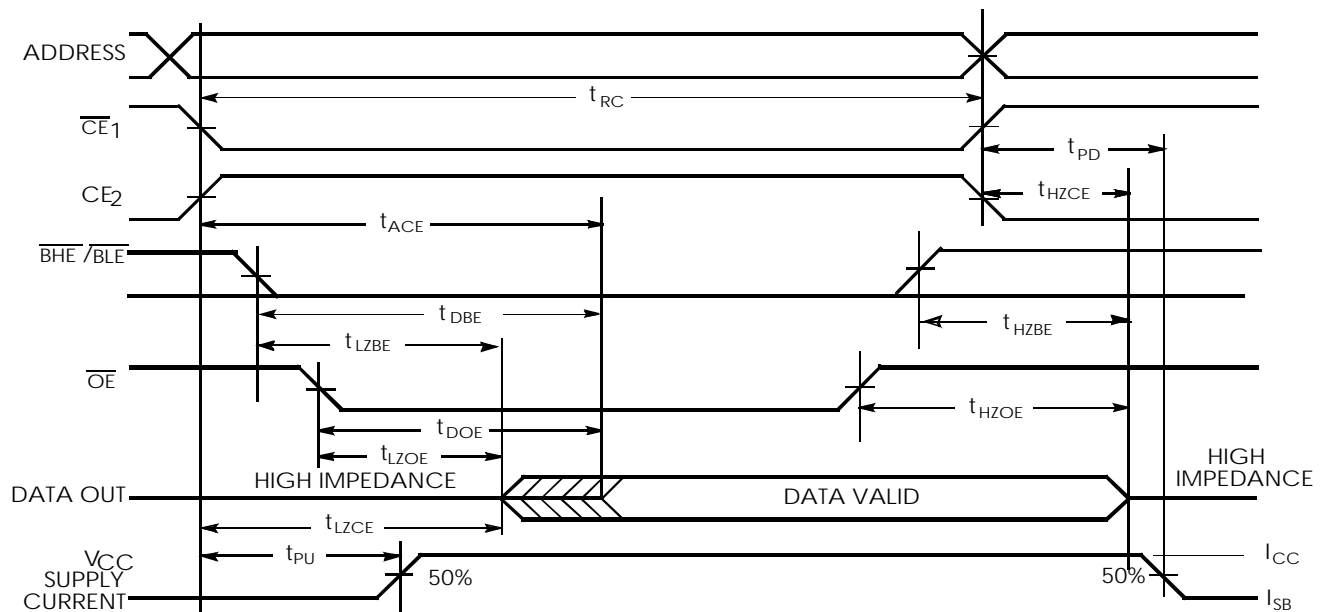 ADDRESS
tRC
CE1
tPD
CE2
tHZCE
tACE
BHE/BLE
tDBE
tHZBE
tLZBE
OE
tHZOE
tDOE
tLZOE
HIGH IMPEDANCE
HIGH
IMPEDANCE
DATA OUT
DATA VALID
tLZCE
VCC
SUPPLY
CURRENT
tPU
50%
50%
ICC
ISB